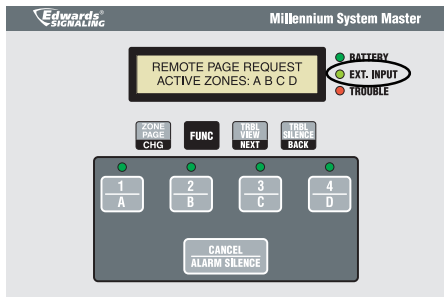 Edwards
SIGNALING
Millennium System Master
REMOTE PAGE REQUEST
ACTIVE ZONES: A B C D
BATTERY
EXT. INPUT
TROUBLE
ZONE
PAGE
CHG
FUNC
TRBL
VIEW
NEXT
TRBL
SILENCE
BACK
1
A
2
B
3
C
4
D
CANCEL
ALARM SILENCE